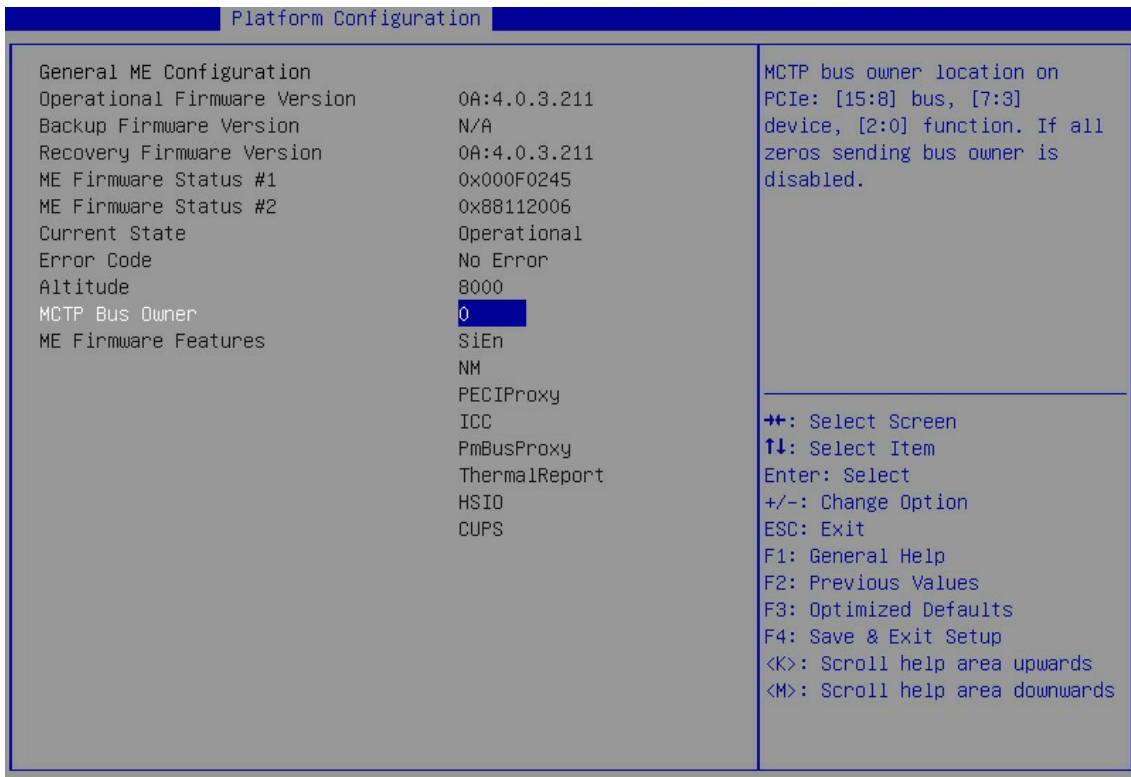 Platform Configuration
General ME Configuration
Operational Firmware Version 0A:4.0.3.211
Backup Firmware Version N/A
Recovery Firmware Version 0A:4.0.3.211
ME Firmware Status #1 0x000F0245
ME Firmware Status #2 0x88112006
Current State Operational
Error Code No Error
Altitude 8000
MCTP Bus Owner 0
ME Firmware Features SiEn
NM
PECIProxy
ICC
PmBusProxy
ThermalReport
HSIO
CUPS
MCTP bus owner location on
PCIe: [15:8] bus, [7:3]
device, [2:0] function. If all
zeros sending bus owner is
disabled.
→←: Select Screen
↑↓: Select Item
Enter: Select
+/-: Change Option
ESC: Exit
F1: General Help
F2: Previous Values
F3: Optimized Defaults
F4: Save & Exit Setup
<K>: Scroll help area upwards
<M>: Scroll help area downwards